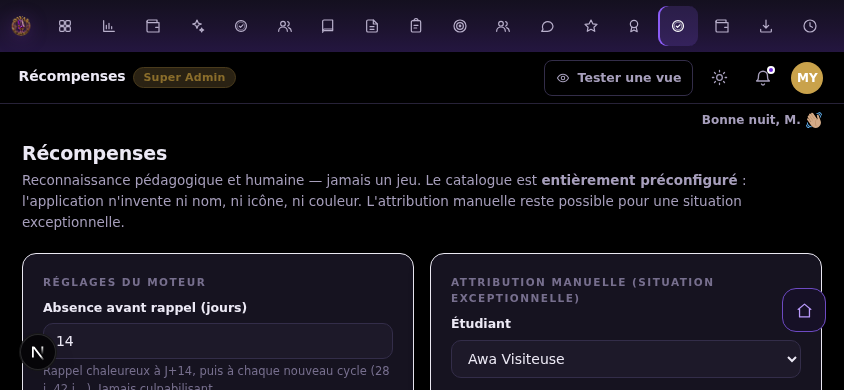 Récompenses
Super Admin
Tester une vue
MY
Bonne nuit, M. 👋
Récompenses
Reconnaissance pédagogique et humaine — jamais un jeu. Le catalogue est entièrement préconfiguré :
l'application n'invente ni nom, ni icône, ni couleur. L'attribution manuelle reste possible pour une situation
exceptionnelle.
RÉGLAGES DU MOTEUR
Absence avant rappel (jours)
14
Rappel chaleureux à J+14, puis à chaque nouveau cycle (28
j, 42 j…). Jamais culpabilisant.
ATTRIBUTION MANUELLE (SITUATION
EXCEPTIONNELLE)
Étudiant
Awa Visiteuse
N